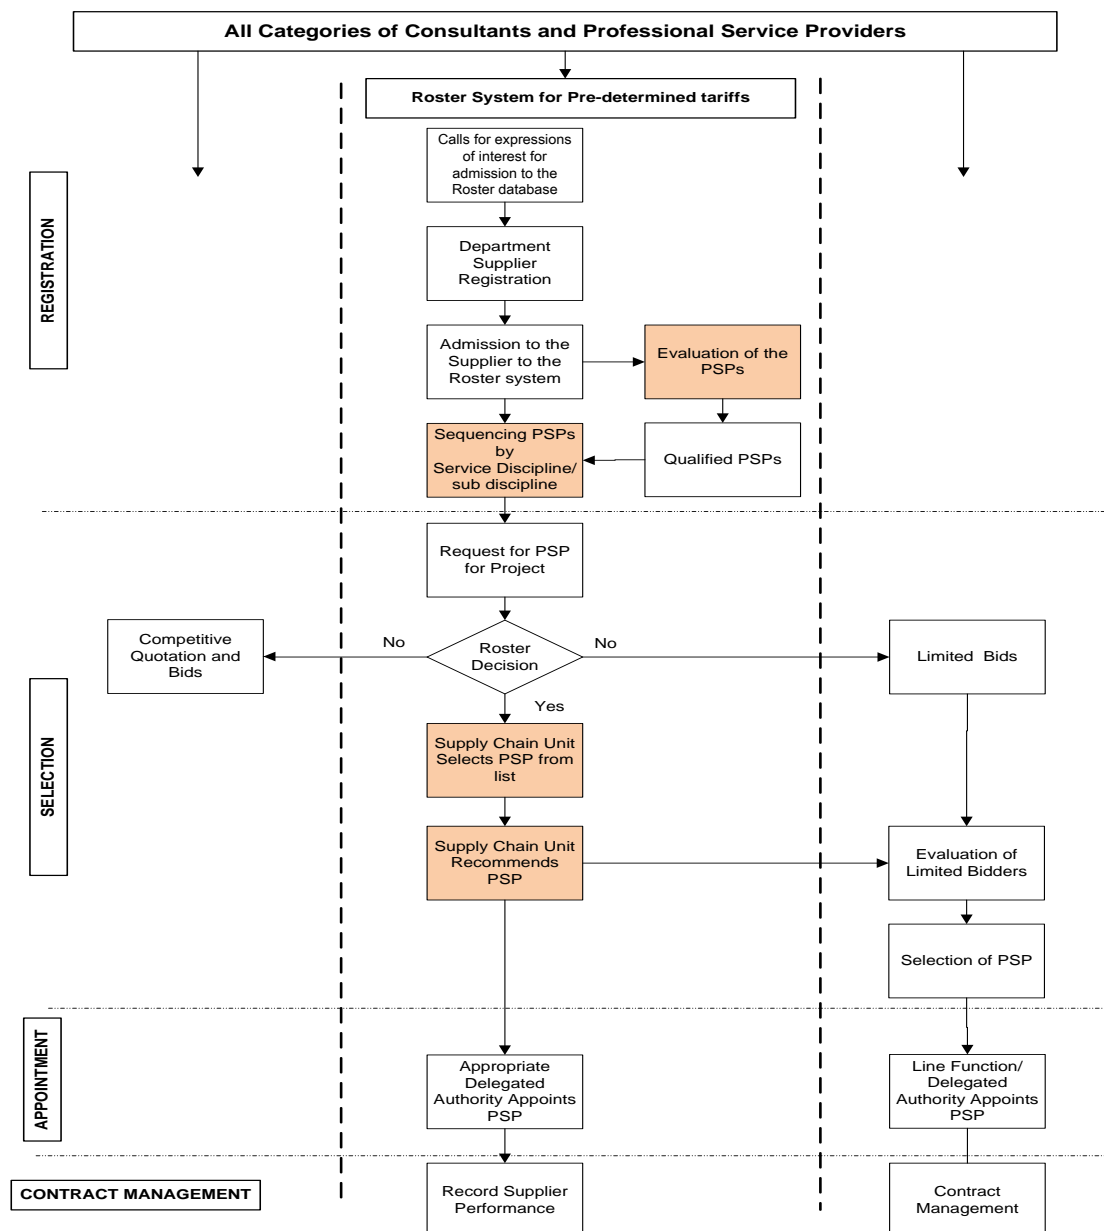 All Categories of Consultants and Professional Service Providers
Roster System for Pre-determined tariffs
Calls for expressions
of interest for
admission to the
Roster database
REGISTRATION
Department
Supplier
Registration
Admission to the
Supplier to the
Roster system
Evaluation of the
PSPs
Sequencing PSPs
by
Service Discipline/
sub discipline
Qualified PSPs
Request for PSP
for Project
Competitive
Quotation and
Bids
No
Roster
Decision
No
Limited Bids
Yes
SELECTION
Supply Chain Unit
Selects PSP from
list
Supply Chain Unit
Recommends
PSP
Evaluation of
Limited Bidders
Selection of PSP
APPOINTMENT
Appropriate
Delegated
Authority Appoints
PSP
Line Function/
Delegated
Authority Appoints
PSP
CONTRACT MANAGEMENT
Record Supplier
Performance
Contract
Management